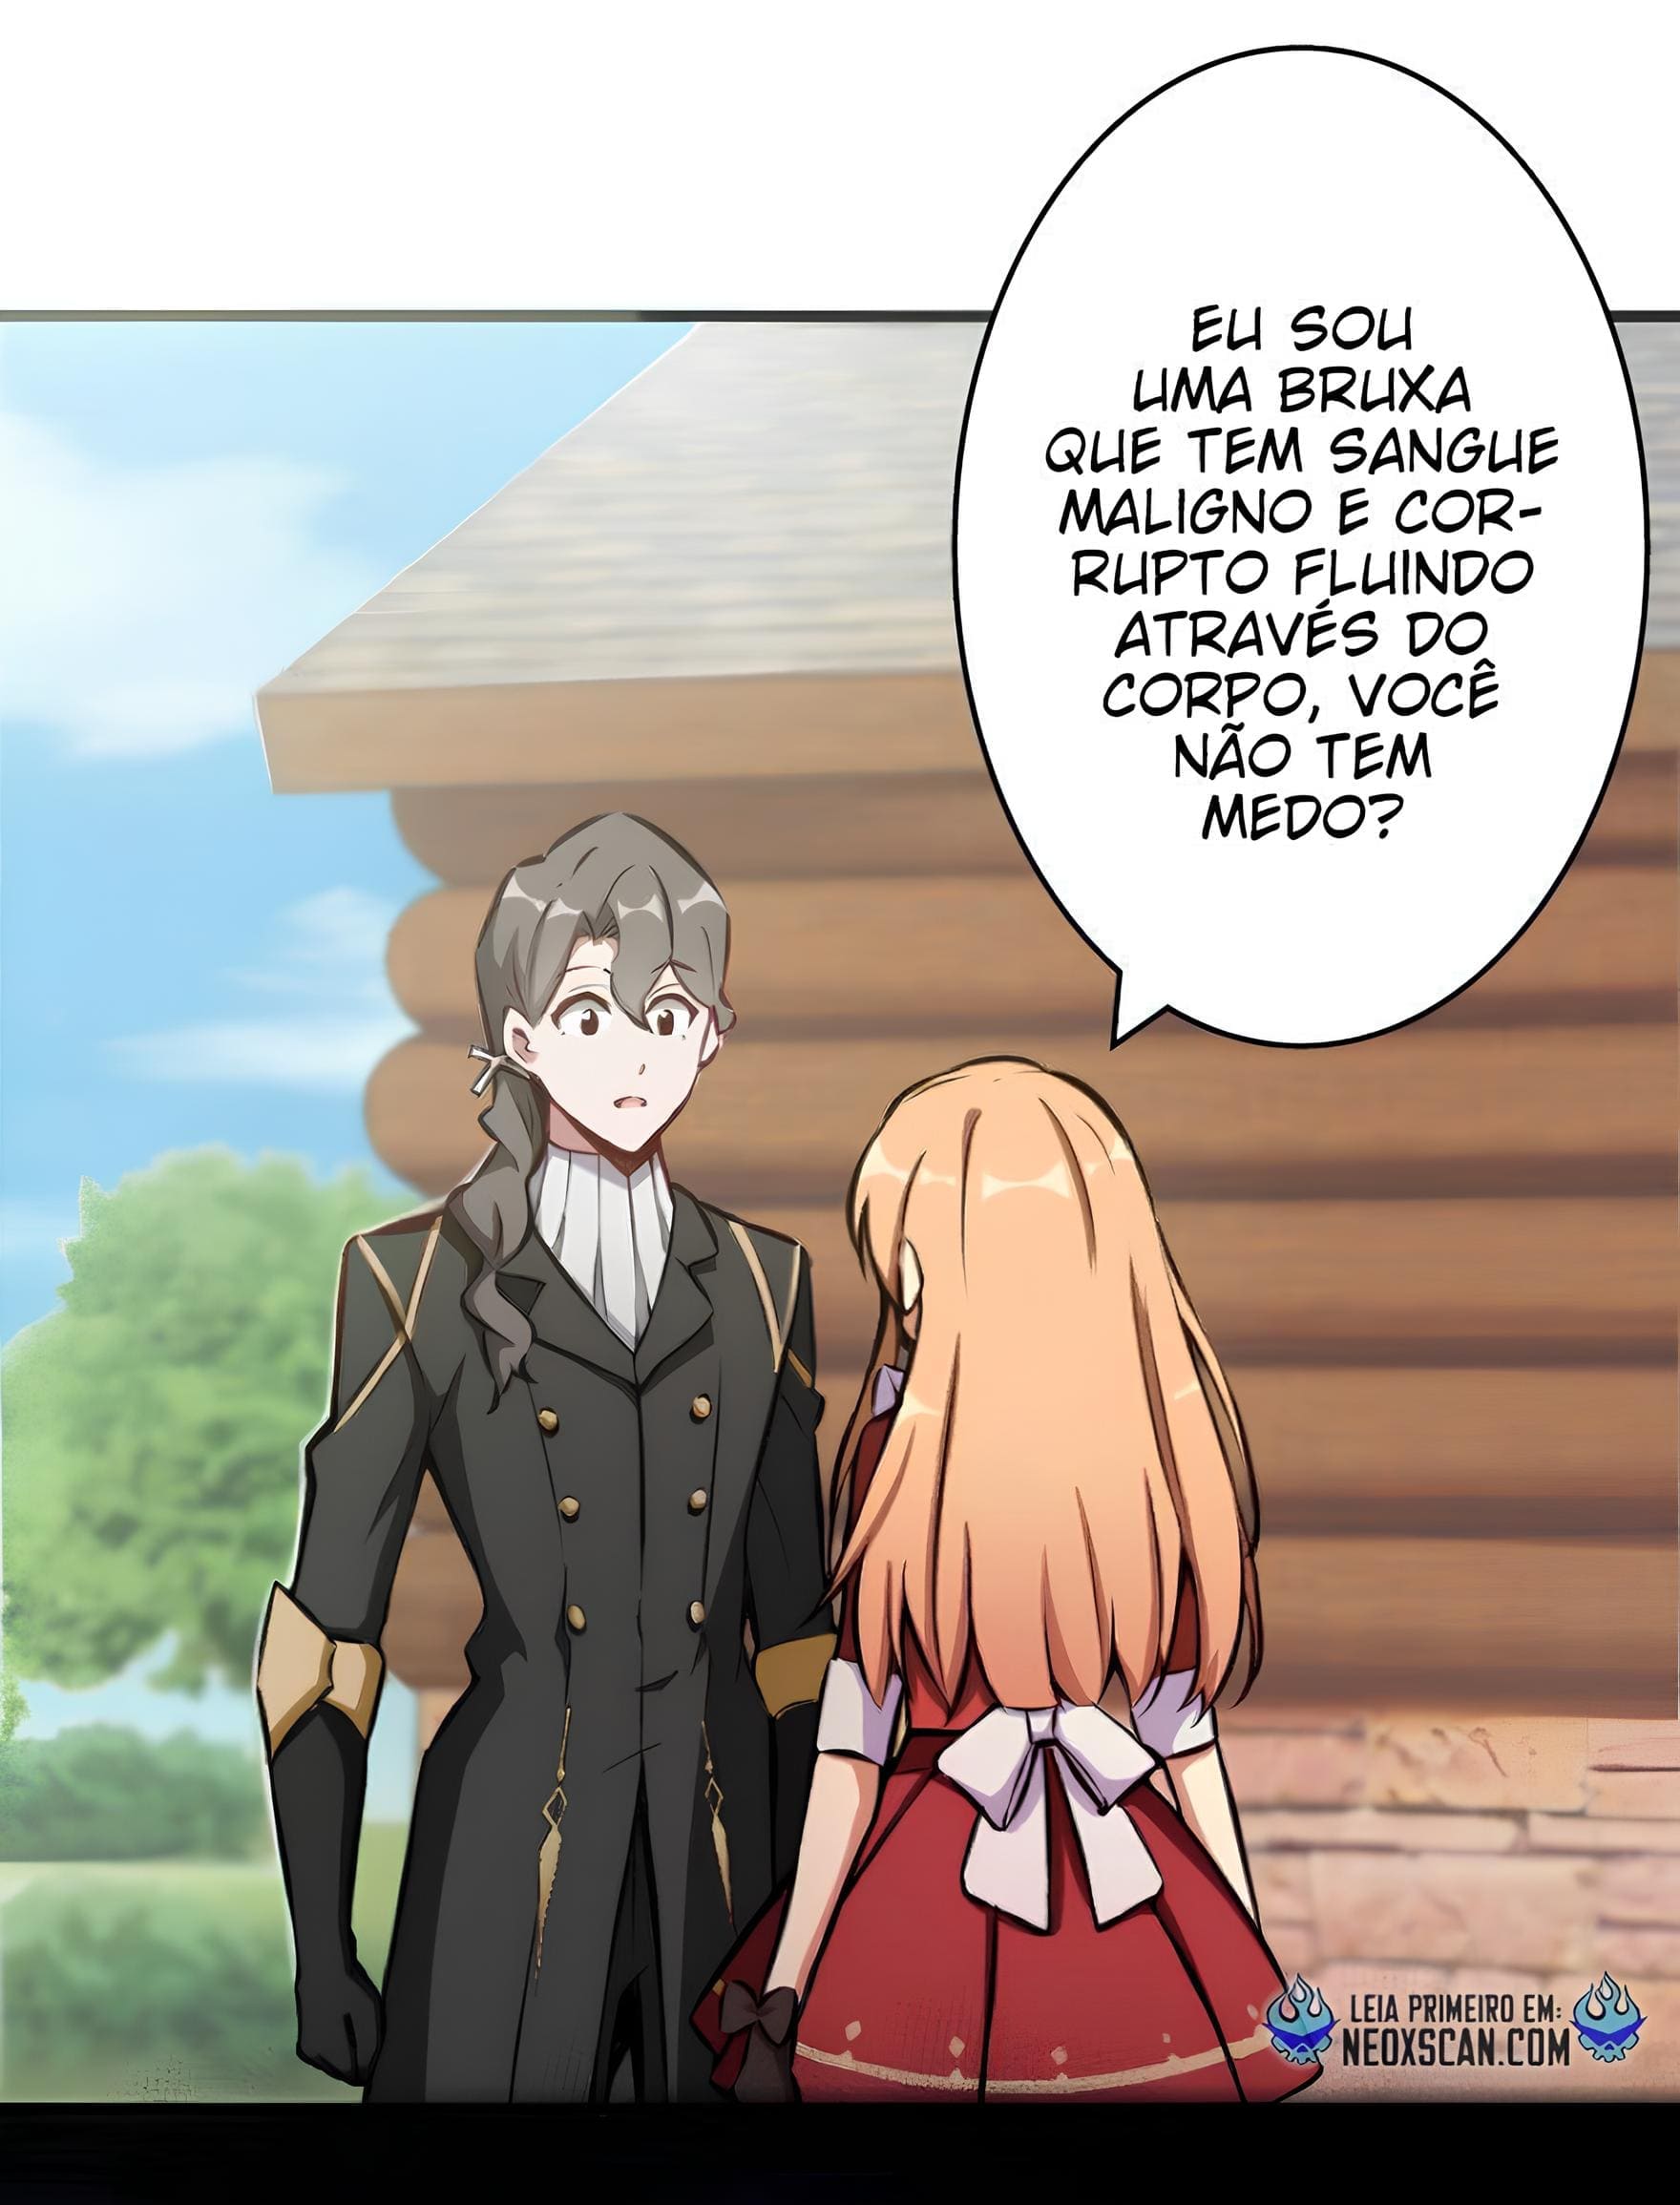 EU SOU
UMA BRUXA
QUE TEM SANGUE
MALIGNO E COR-
RUPTO FLUINDO
ATRAVÉS DO
CORPO, VOCÊ
NÃO TEM
MEDO?
LEIA PRIMEIRO EM:
NEOXSCAN.COM